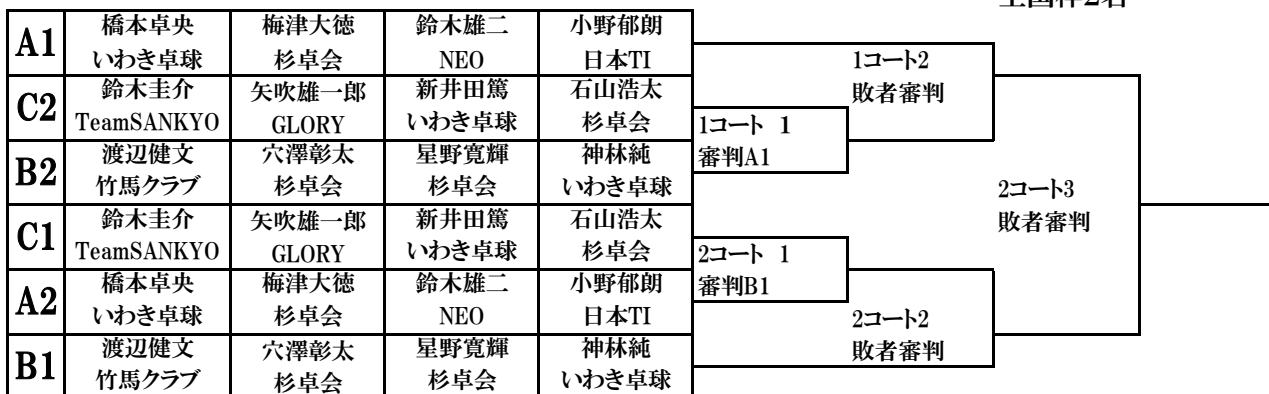 A1 橋本卓央 梅津大徳 鈴木雄二 小野郁朗
いわき卓球 杉卓会 NEO 日本TI
1コート2
敗者審判
C2 鈴木圭介 矢吹雄一郎 新井田篤 石山浩太
TeamSANKYO GLORY いわき卓球 杉卓会
1コート 1
審判A1
B2 渡辺健文 穴澤彰太 星野寛輝 神林純
竹馬クラブ 杉卓会 杉卓会 いわき卓球
2コート3
敗者審判
C1 鈴木圭介 矢吹雄一郎 新井田篤 石山浩太
TeamSANKYO GLORY いわき卓球 杉卓会
2コート 1
審判B1
A2 橋本卓央 梅津大徳 鈴木雄二 小野郁朗
いわき卓球 杉卓会 NEO 日本TI
2コート2
敗者審判
B1 渡辺健文 穴澤彰太 星野寛輝 神林純
竹馬クラブ 杉卓会 杉卓会 いわき卓球